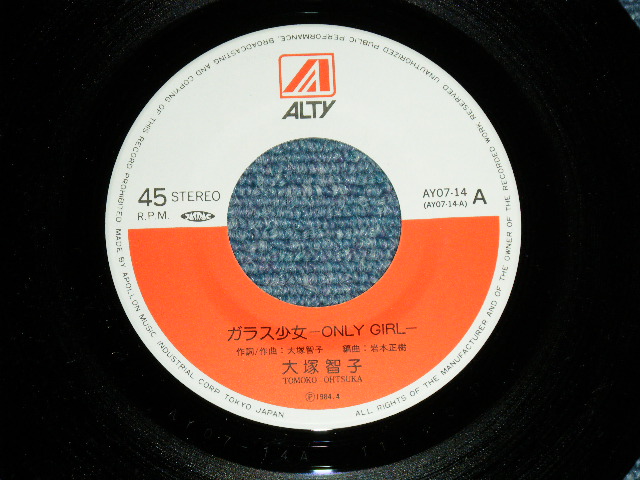 ALTY
45 STEREO
R.P.M.
AY07-14 A
(AY07-14-A)
ガラス少女—ONLY GIRL—
作詞/作曲:大塚智子 編曲:岩本正樹
大塚智子
TOMOKO OHTSUKA
Ⓟ1984.4
MADE BY APOLLON MUSIC INDUSTRIAL CORP. TOKYO JAPAN ALL RIGHTS OF THE MANUFACTURER AND OF THE OWNER OF THE RECORDED WORK RESERVED UNAUTHORIZED PUBLIC PERFORMANCE, BROADCASTING AND COPYING OF THIS RECORD PROHIBITED